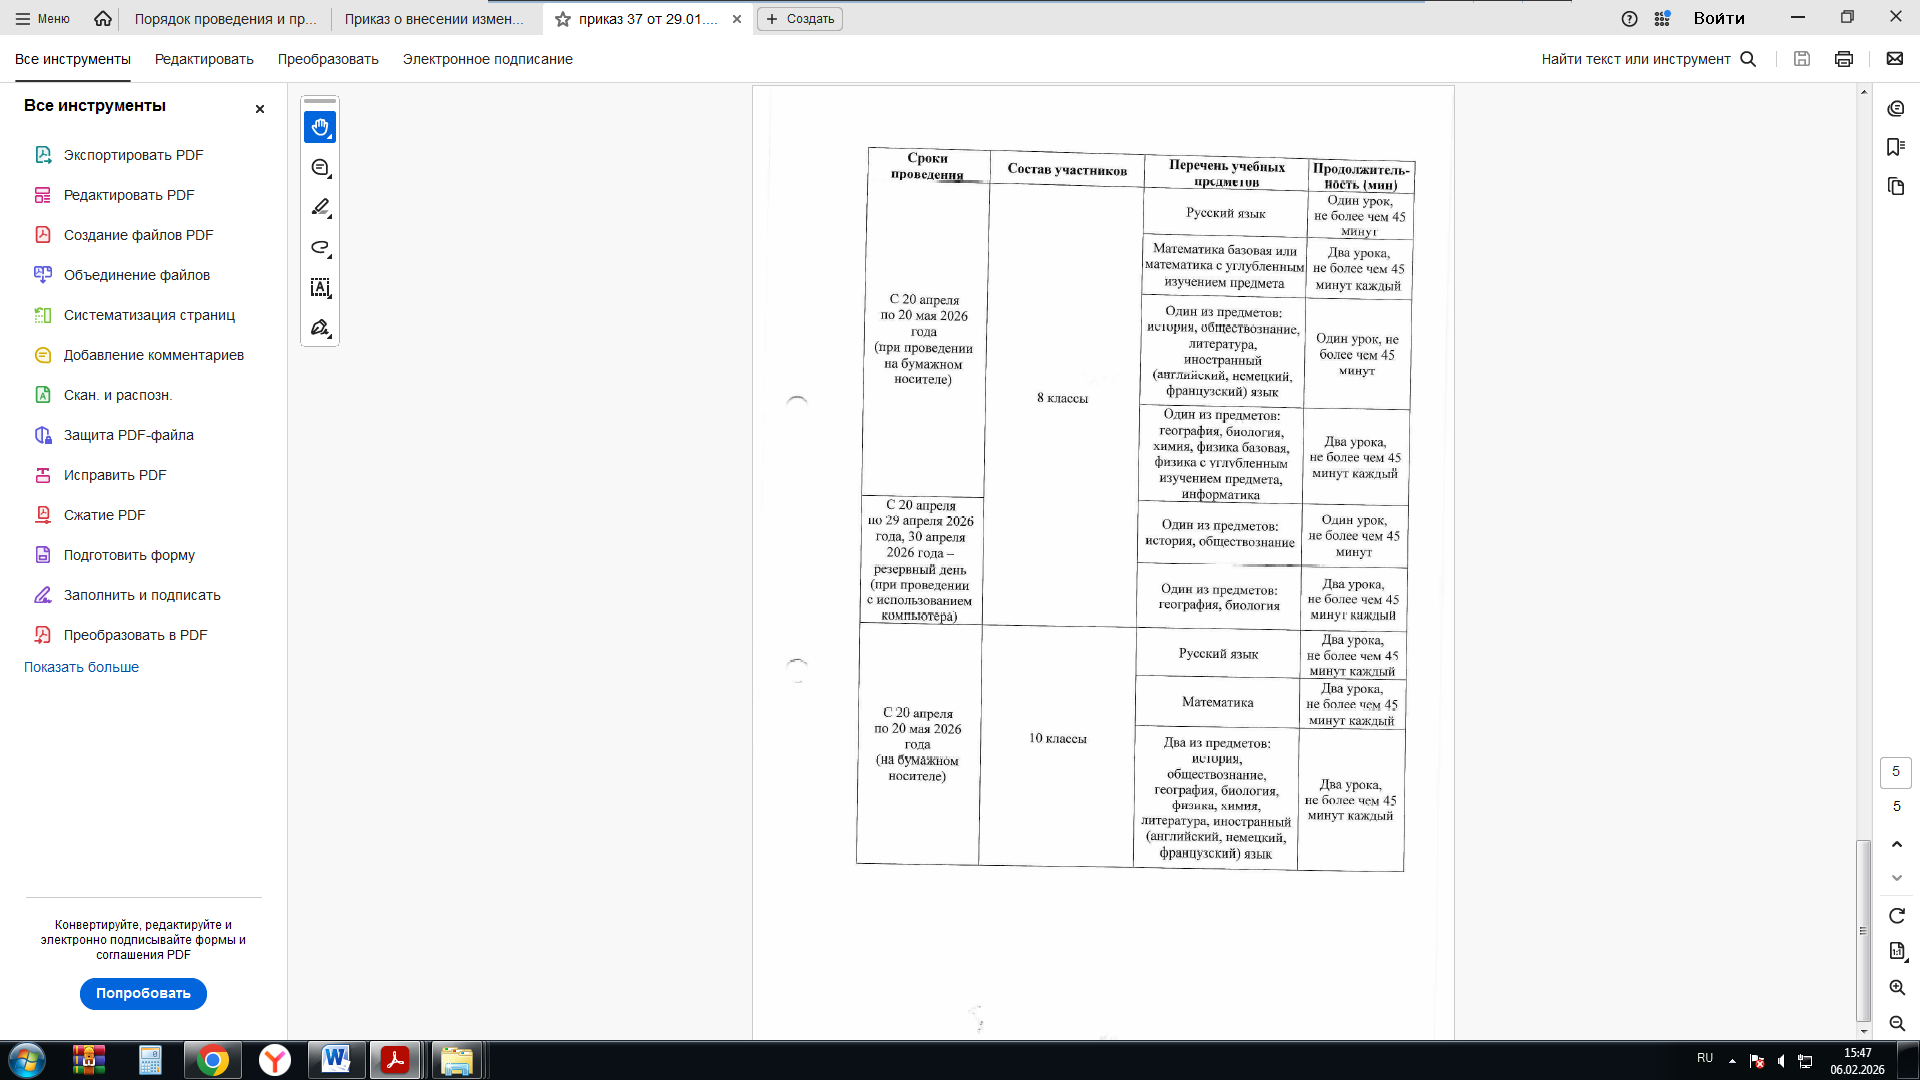 Меню
Порядок проведения и пр...
Приказ о внесении измен...
приказ 37 от 29.01....
Создать
Войти
Все инструменты
Редактировать
Преобразовать
Электронное подписание
Найти текст или инструмент
Все инструменты
Экспортировать PDF
Редактировать PDF
Создание файлов PDF
Объединение файлов
Систематизация страниц
Добавление комментариев
Скан. и распозн.
Защита PDF-файла
Исправить PDF
Сжатие PDF
Подготовить форму
Заполнить и подписать
Преобразовать в PDF
Показать больше
Конвертируйте, редактируйте и
электронно подписывайте формы и
соглашения PDF
Попробовать
Сроки
проведения
Состав участников
Перечень учебных
предметов
Продолжитель-
ность (мин)
С 20 апреля
по 20 мая 2026
года
(при проведении
на бумажном
носителе)
8 классы
Русский язык
Один урок,
не более чем 45
минут
Математика базовая или
математика с углубленным
изучением предмета
Два урока,
не более чем 45
минут каждый
Один из предметов:
история, обществознание,
литература,
иностранный
(английский, немецкий,
французский) язык
Один урок, не
более чем 45
минут
Один из предметов:
география, биология,
химия, физика базовая,
физика с углубленным
изучением предмета,
информатика
Два урока,
не более чем 45
минут каждый
С 20 апреля
по 29 апреля 2026
года, 30 апреля
2026 года –
резервный день
(при проведении
с использованием
компьютера)
Один из предметов:
история, обществознание
Один урок,
не более чем 45
минут
Один из предметов:
география, биология
Два урока,
не более чем 45
минут каждый
С 20 апреля
по 20 мая 2026
года
(на бумажном
носителе)
10 классы
Русский язык
Два урока,
не более чем 45
минут каждый
Математика
Два урока,
не более чем 45
минут каждый
Два из предметов:
история,
обществознание,
география, биология,
физика, химия,
литература, иностранный
(английский, немецкий,
французский) язык
Два урока,
не более чем 45
минут каждый
5
5
RU
15:47
06.02.2026